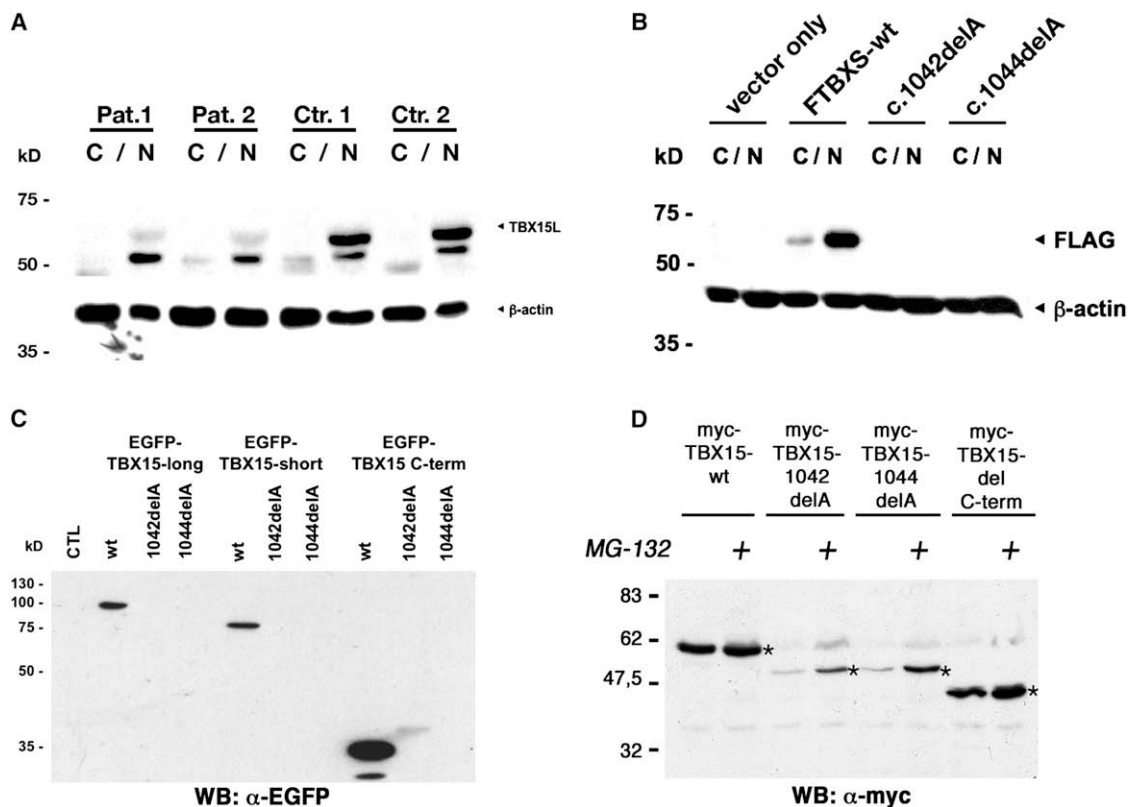 A
Pat.1 Pat. 2 Ctr. 1 Ctr. 2
kD C / N C / N C / N C / N
75 -
◂ TBX15L
50 -
◂ β-actin
35 -
B
vector only FTBXS-wt c.1042delA c.1044delA
kD C / N C / N C / N C / N
75 -
◂ FLAG
50 -
◂ β-actin
35 -
C
EGFP-TBX15-long EGFP-TBX15-short EGFP-TBX15 C-term
kD CTL wt 1042delA 1044delA wt 1042delA 1044delA wt 1042delA 1044delA
130 -
100 -
75 -
50 -
35 -
WB: α-EGFP
D
myc- myc- myc- myc-
TBX15- TBX15- TBX15- TBX15-
wt 1042 1044 del
delA delA C-term
MG-132 + + + +
83 -
62 -
* * * *
47,5 -
32 -
WB: α-myc